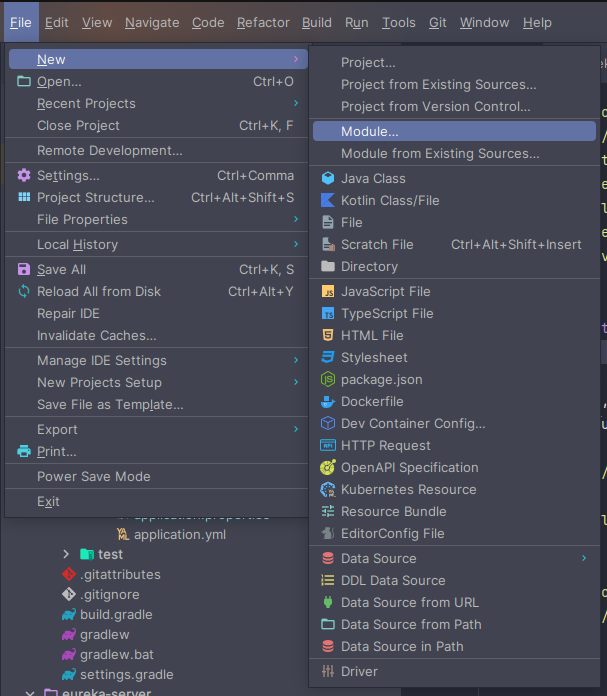 File Edit View Navigate Code Refactor Build Run Tools Git Window Help
New
Open... Ctrl+O
Recent Projects
Close Project Ctrl+K, F
Remote Development...
Settings... Ctrl+Comma
Project Structure... Ctrl+Alt+Shift+S
File Properties
Local History
Save All Ctrl+K, S
Reload All from Disk Ctrl+Alt+Y
Repair IDE
Invalidate Caches...
Manage IDE Settings
New Projects Setup
Save File as Template...
Export
Print...
Power Save Mode
Exit
Project...
Project from Existing Sources...
Project from Version Control...
Module...
Module from Existing Sources...
Java Class
Kotlin Class/File
File
Scratch File Ctrl+Alt+Shift+Insert
Directory
JavaScript File
TypeScript File
HTML File
Stylesheet
package.json
Dockerfile
Dev Container Config...
HTTP Request
OpenAPI Specification
Kubernetes Resource
Resource Bundle
EditorConfig File
Data Source
DDL Data Source
Data Source from URL
Data Source from Path
Data Source in Path
Driver
application.properties
application.yml
test
.gitattributes
.gitignore
build.gradle
gradlew
gradlew.bat
settings.gradle
eureka-server